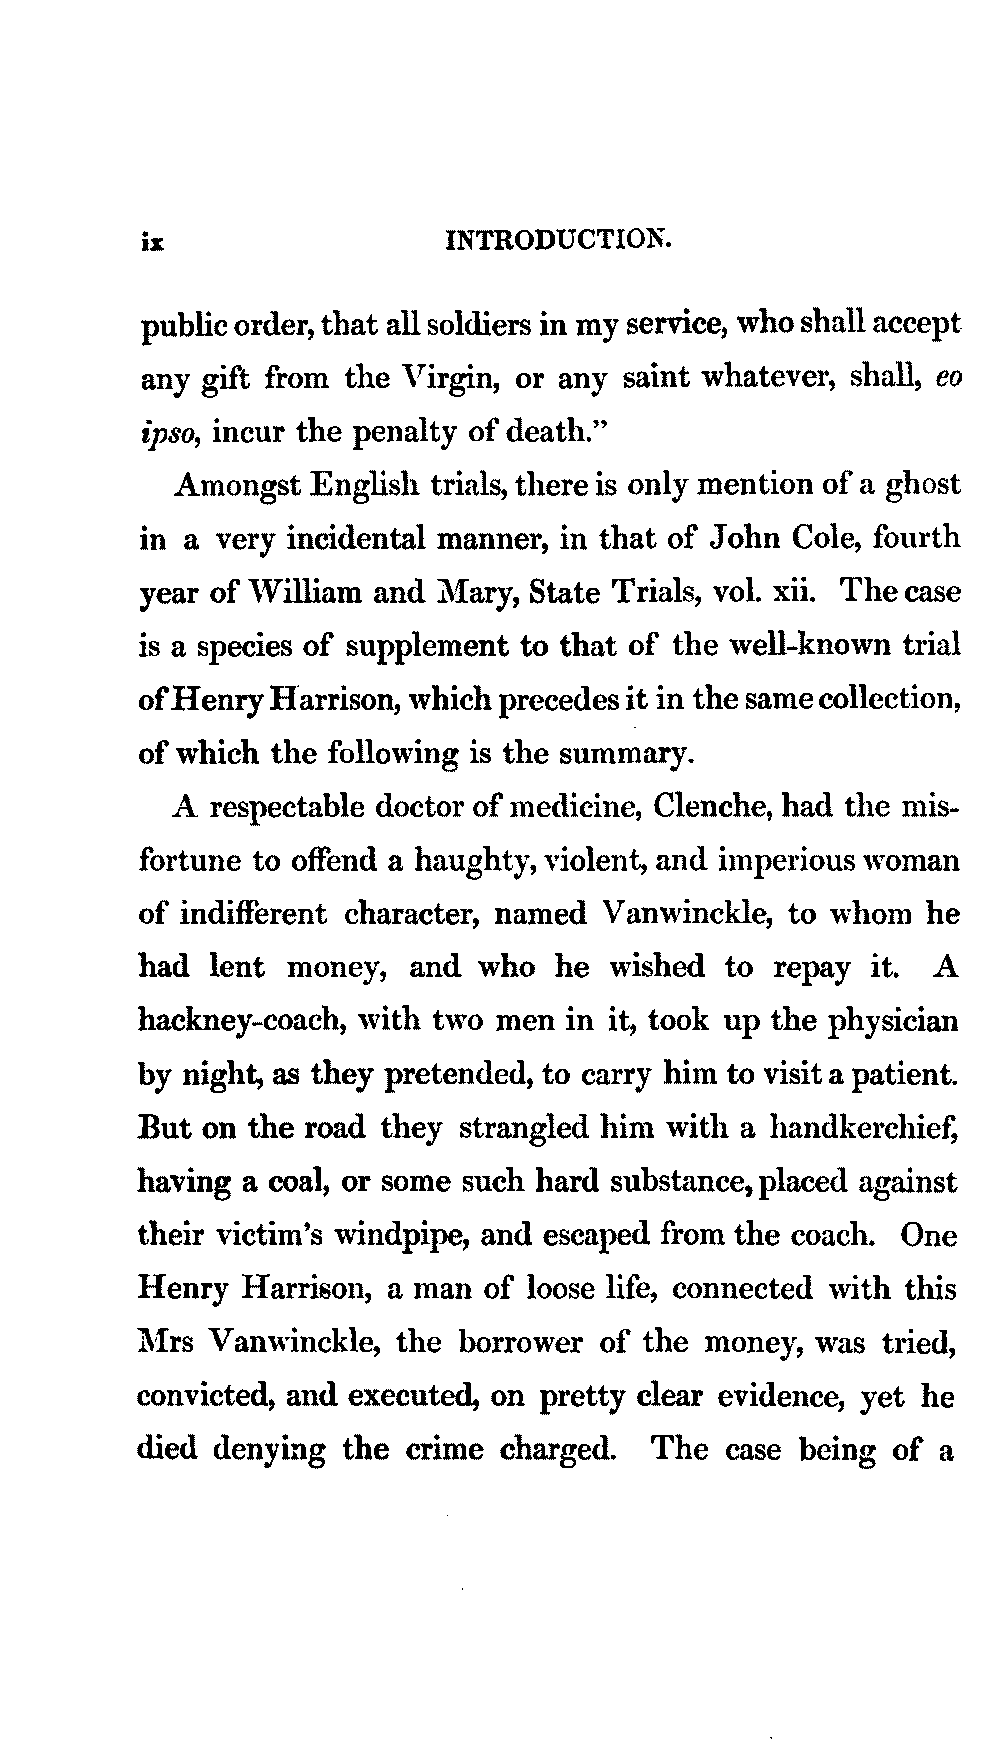 ix INTRODUCTION.
public order, that all soldiers in my service, who shall accept
any gift from the Virgin, or any saint whatever, shall, eo
ipso, incur the penalty of death.”
Amongst English trials, there is only mention of a ghost
in a very incidental manner, in that of John Cole, fourth
year of William and Mary, State Trials, vol. xii. The case
is a species of supplement to that of the well-known trial
of Henry Harrison, which precedes it in the same collection,
of which the following is the summary.
A respectable doctor of medicine, Clenche, had the mis-
fortune to offend a haughty, violent, and imperious woman
of indifferent character, named Vanwinckle, to whom he
had lent money, and who he wished to repay it. A
hackney-coach, with two men in it, took up the physician
by night, as they pretended, to carry him to visit a patient.
But on the road they strangled him with a handkerchief,
having a coal, or some such hard substance, placed against
their victim's windpipe, and escaped from the coach. One
Henry Harrison, a man of loose life, connected with this
Mrs Vanwinckle, the borrower of the money, was tried,
convicted, and executed, on pretty clear evidence, yet he
died denying the crime charged. The case being of a